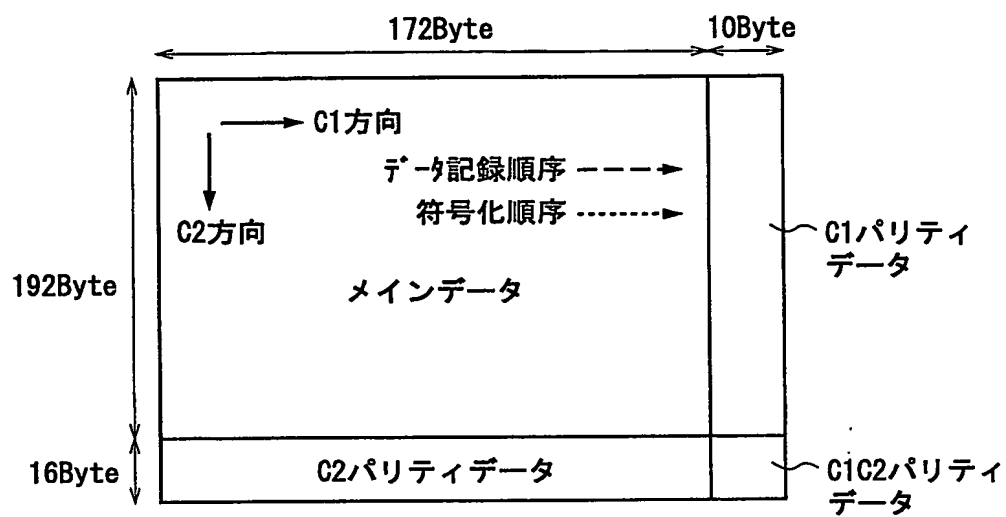 172Byte
10Byte
C1方向
データ記録順序
符号化順序
C2方向
C1パリティ
データ
192Byte
メインデータ
16Byte
C2パリティデータ
C1C2パリティ
データ